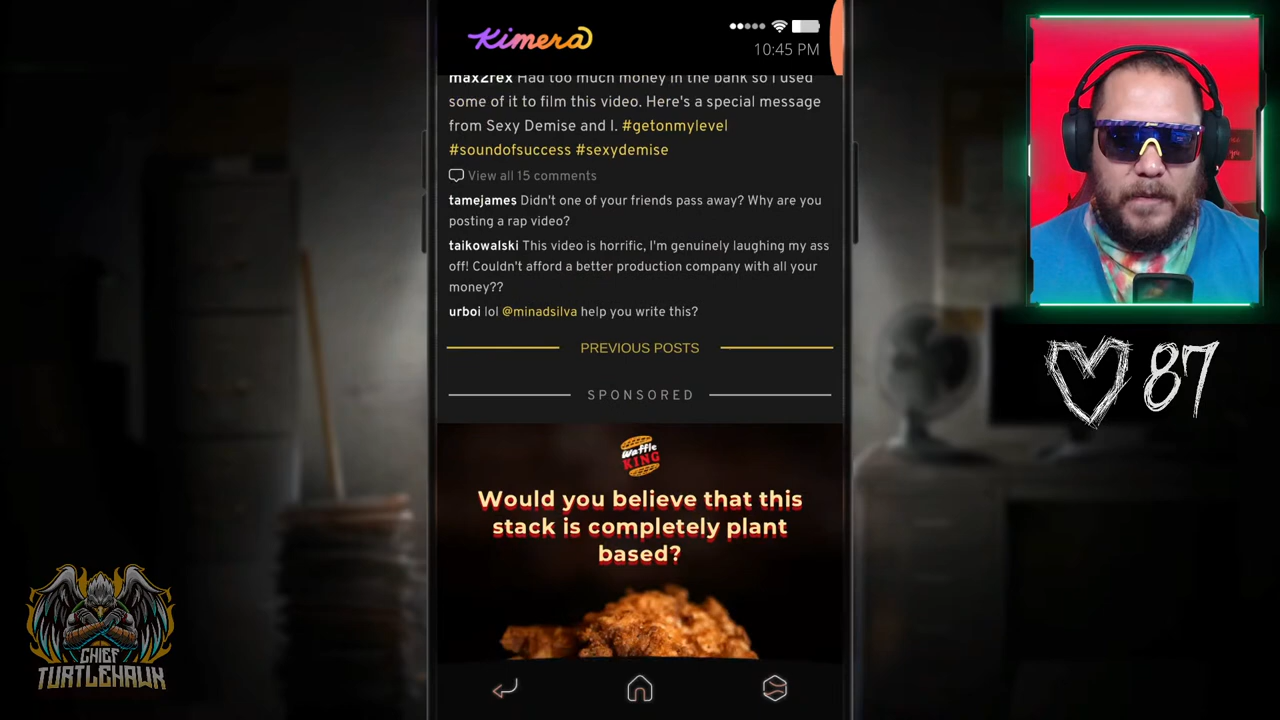 Kimera
10:45 PM
max2rex Had too much money in the bank so I used
some of it to film this video. Here's a special message
from Sexy Demise and I. #getonmylevel
#soundofsuccess #sexydemise
View all 15 comments
tamejames Didn't one of your friends pass away? Why are you
posting a rap video?
taikowalski This video is horrific, I'm genuinely laughing my ass
off! Couldn't afford a better production company with all your
money??
urboi lol @minadsilva help you write this?
PREVIOUS POSTS
SPONSORED
Waffle
KING
Would you believe that this
stack is completely plant
based?
87
CHIEF
TURTLEHAWK